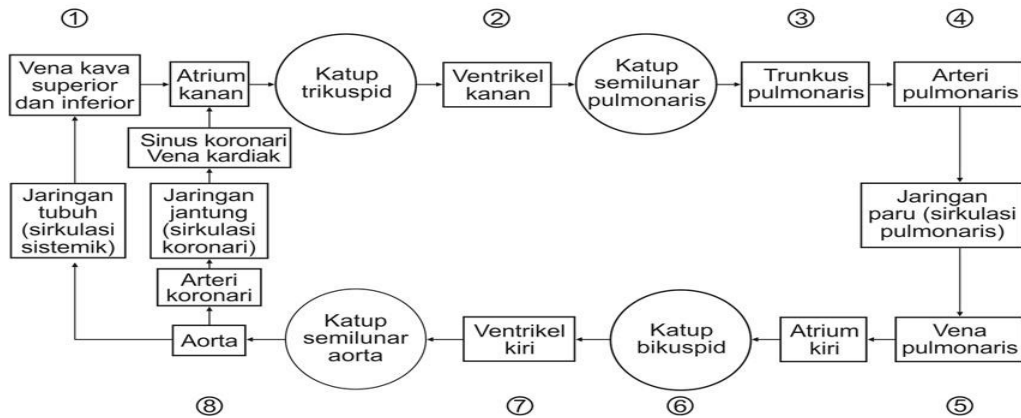 ①
②
③
④
Vena kava
superior
dan inferior
Atrium
kanan
Katup
trikuspid
Ventrikel
kanan
Katup
semilunar
pulmonaris
Trunkus
pulmonaris
Arteri
pulmonaris
Sinus koronari
Vena kardiak
Jaringan
tubuh
(sirkulasi
sistemik)
Jaringan
jantung
(sirkulasi
koronari)
Jaringan
paru (sirkulasi
pulmonaris)
Arteri
koronari
Aorta
Katup
semilunar
aorta
Ventrikel
kiri
Katup
bikuspid
Atrium
kiri
Vena
pulmonaris
⑧
⑦
⑥
⑤